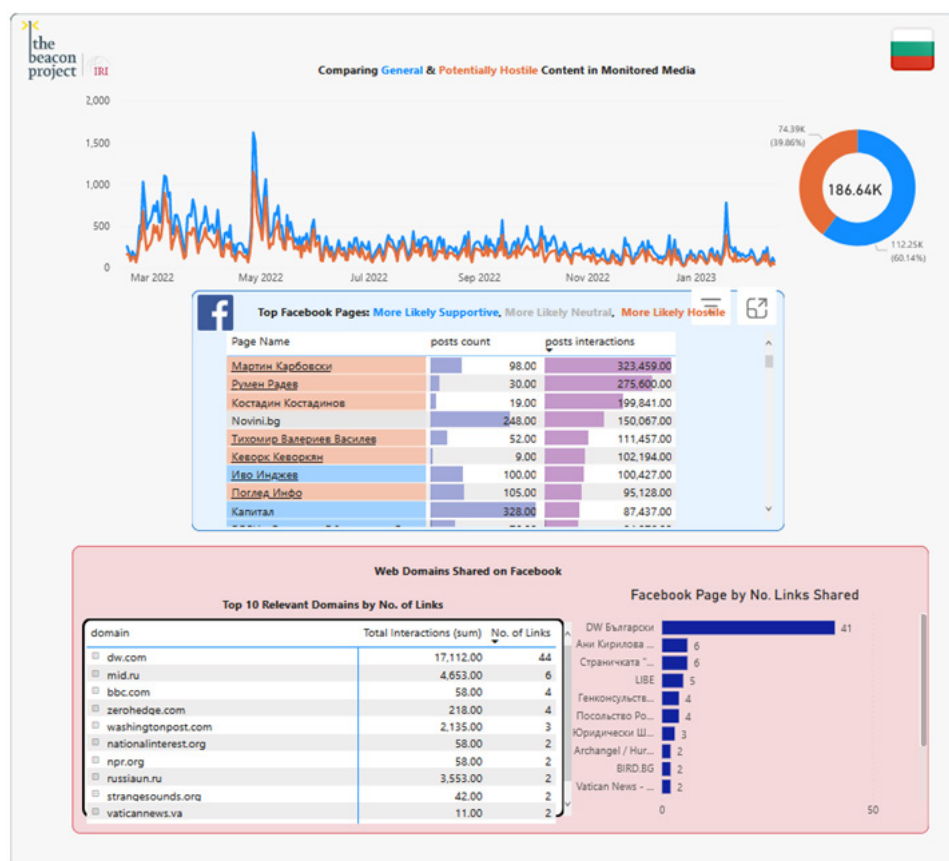 the
beacon
project IRI
Comparing General & Potentially Hostile Content in Monitored Media
2,000
1,500
1,000
500
0
Mar 2022 May 2022 Jul 2022 Sep 2022 Nov 2022 Jan 2023
74.39K
(39.86%)
186.64K
112.25K
(60.14%)
Top Facebook Pages: More Likely Supportive, More Likely Neutral, More Likely Hostile
Page Name posts count posts interactions
Мартин Карбовски 98.00 323,459.00
Румен Радев 30.00 275,600.00
Костадин Костадинов 19.00 199,841.00
Novini.bg 248.00 150,067.00
Тихомир Валериев Василев 52.00 111,457.00
Кеворк Кеворкян 9.00 102,194.00
Иво Инджев 100.00 100,427.00
Поглед Инфо 105.00 95,128.00
Капитал 328.00 87,437.00
Web Domains Shared on Facebook
Top 10 Relevant Domains by No. of Links
domain Total Interactions (sum) No. of Links
dw.com 17,112.00 44
mid.ru 4,653.00 6
bbc.com 58.00 4
zerohedge.com 218.00 4
washingtonpost.com 2,135.00 3
nationalinterest.org 58.00 2
npr.org 58.00 2
russiaun.ru 3,553.00 2
strangesounds.org 42.00 2
vaticannews.va 11.00 2
Facebook Page by No. Links Shared
DW Български 41
Ани Кирилова ... 6
Страничката "... 6
LIBE 5
Генконсульств... 4
Посольство Ро... 4
Юридически Ш... 3
Archangel / Hur... 2
BIRD.BG 2
Vatican News - ... 2
0 50